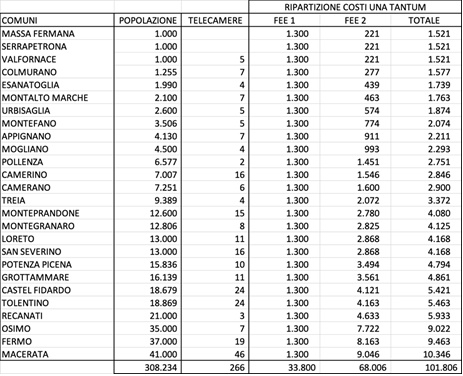 RIPARTIZIONE COSTI UNA TANTUM
COMUNI POPOLAZIONE TELECAMERE FEE 1 FEE 2 TOTALE
MASSA FERMANA 1.000 1.300 221 1.521
SERRAPETRONA 1.000 1.300 221 1.521
VALFORNACE 1.000 5 1.300 221 1.521
COLMURANO 1.255 7 1.300 277 1.577
ESANATOGLIA 1.990 4 1.300 439 1.739
MONTALTO MARCHE 2.100 7 1.300 463 1.763
URBISAGLIA 2.600 5 1.300 574 1.874
MONTEFANO 3.506 5 1.300 774 2.074
APPIGNANO 4.130 7 1.300 911 2.211
MOGLIANO 4.500 4 1.300 993 2.293
POLLENZA 6.577 2 1.300 1.451 2.751
CAMERINO 7.007 16 1.300 1.546 2.846
CAMERANO 7.251 6 1.300 1.600 2.900
TREIA 9.389 4 1.300 2.072 3.372
MONTEPRANDONE 12.600 15 1.300 2.780 4.080
MONTEGRANARO 12.806 8 1.300 2.825 4.125
LORETO 13.000 11 1.300 2.868 4.168
SAN SEVERINO 13.000 16 1.300 2.868 4.168
POTENZA PICENA 15.836 10 1.300 3.494 4.794
GROTTAMMARE 16.139 11 1.300 3.561 4.861
CASTEL FIDARDO 18.679 24 1.300 4.121 5.421
TOLENTINO 18.869 24 1.300 4.163 5.463
RECANATI 21.000 3 1.300 4.633 5.933
OSIMO 35.000 7 1.300 7.722 9.022
FERMO 37.000 19 1.300 8.163 9.463
MACERATA 41.000 46 1.300 9.046 10.346
308.234 266 33.800 68.006 101.806